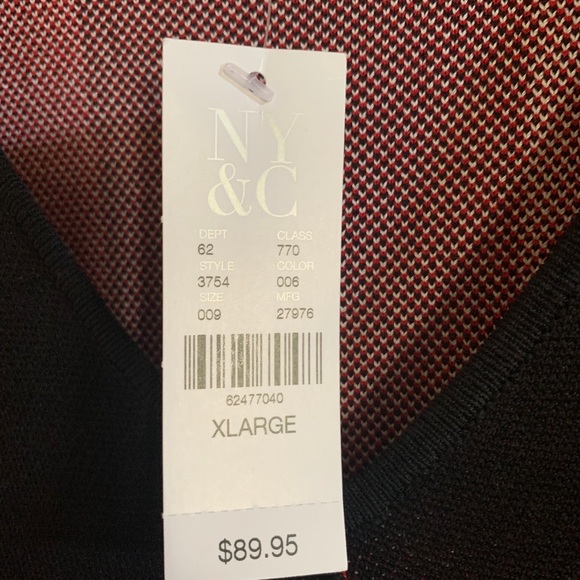 NY
&C
DEPT CLASS
62 770
STYLE COLOR
3754 006
SIZE MFG
009 27976
62477040
XLARGE
$89.95